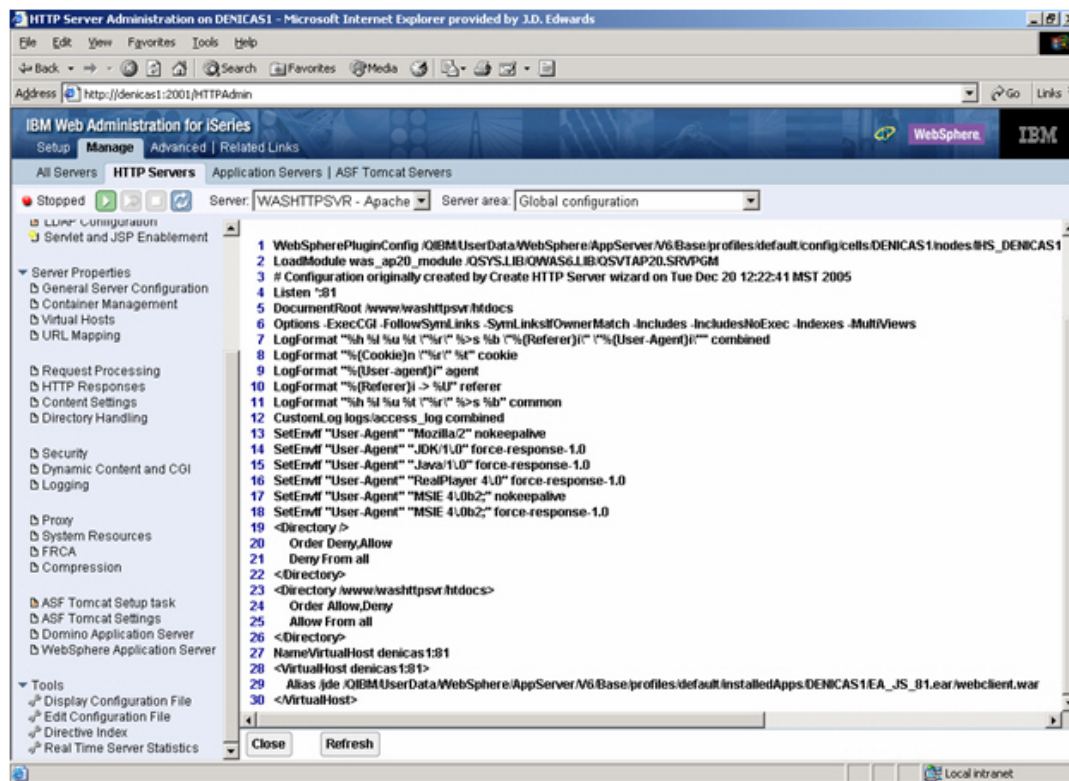 HTTP Server Administration on DENICAS1 - Microsoft Internet Explorer provided by J.D. Edwards
File Edit View Favorites Tools Help
Back Search Favorites Media
Address http://denicas1:2001/HTTPAdmin Go Links
IBM Web Administration for iSeries
WebSphere. IBM
Setup Manage Advanced | Related Links
All Servers HTTP Servers Application Servers | ASF Tomcat Servers
Stopped Server: WASHTTPSVR - Apache Server area: Global configuration
LDAP Configuration
Servlet and JSP Enablement
Server Properties
General Server Configuration
Container Management
Virtual Hosts
URL Mapping
Request Processing
HTTP Responses
Content Settings
Directory Handling
Security
Dynamic Content and CGI
Logging
Proxy
System Resources
FRCA
Compression
ASF Tomcat Setup task
ASF Tomcat Settings
Domino Application Server
WebSphere Application Server
Tools
Display Configuration File
Edit Configuration File
Directive Index
Real Time Server Statistics
1 WebSpherePluginConfig /QIBM/UserData/WebSphere/AppServer/V6/Base/profiles/default/config/cells/DENICAS1/nodes/IHS_DENICAS1
2 LoadModule was_ap20_module /QSYS.LIB/QWAS6.LIB/QSVTAP20.SRVPGM
3 # Configuration originally created by Create HTTP Server wizard on Tue Dec 20 12:22:41 MST 2005
4 Listen *:81
5 DocumentRoot /www/washttpsvr/htdocs
6 Options -ExecCGI -FollowSymLinks -SymLinksIfOwnerMatch -Includes -IncludesNoExec -Indexes -MultiViews
7 LogFormat "%h %l %u %t \"%r\" %>s %b \"%{Referer}i\" \"%{User-Agent}i\"" combined
8 LogFormat "%{Cookie}n \"%r\" %t" cookie
9 LogFormat "%{User-agent}i" agent
10 LogFormat "%{Referer}i -> %U" referer
11 LogFormat "%h %l %u %t \"%r\" %>s %b" common
12 CustomLog logs/access_log combined
13 SetEnvIf "User-Agent" "Mozilla/2" nokeepalive
14 SetEnvIf "User-Agent" "JDK/1\.0" force-response-1.0
15 SetEnvIf "User-Agent" "Java/1\.0" force-response-1.0
16 SetEnvIf "User-Agent" "RealPlayer 4\.0" force-response-1.0
17 SetEnvIf "User-Agent" "MSIE 4\.0b2;" nokeepalive
18 SetEnvIf "User-Agent" "MSIE 4\.0b2;" force-response-1.0
19 <Directory />
20 Order Deny,Allow
21 Deny From all
22 </Directory>
23 <Directory /www/washttpsvr/htdocs>
24 Order Allow,Deny
25 Allow From all
26 </Directory>
27 NameVirtualHost denicas1:81
28 <VirtualHost denicas1:81>
29 Alias /jde /QIBM/UserData/WebSphere/AppServer/V6/Base/profiles/default/installedApps/DENICAS1/EA_JS_81.ear/webclient.war
30 </VirtualHost>
Close Refresh
Local intranet